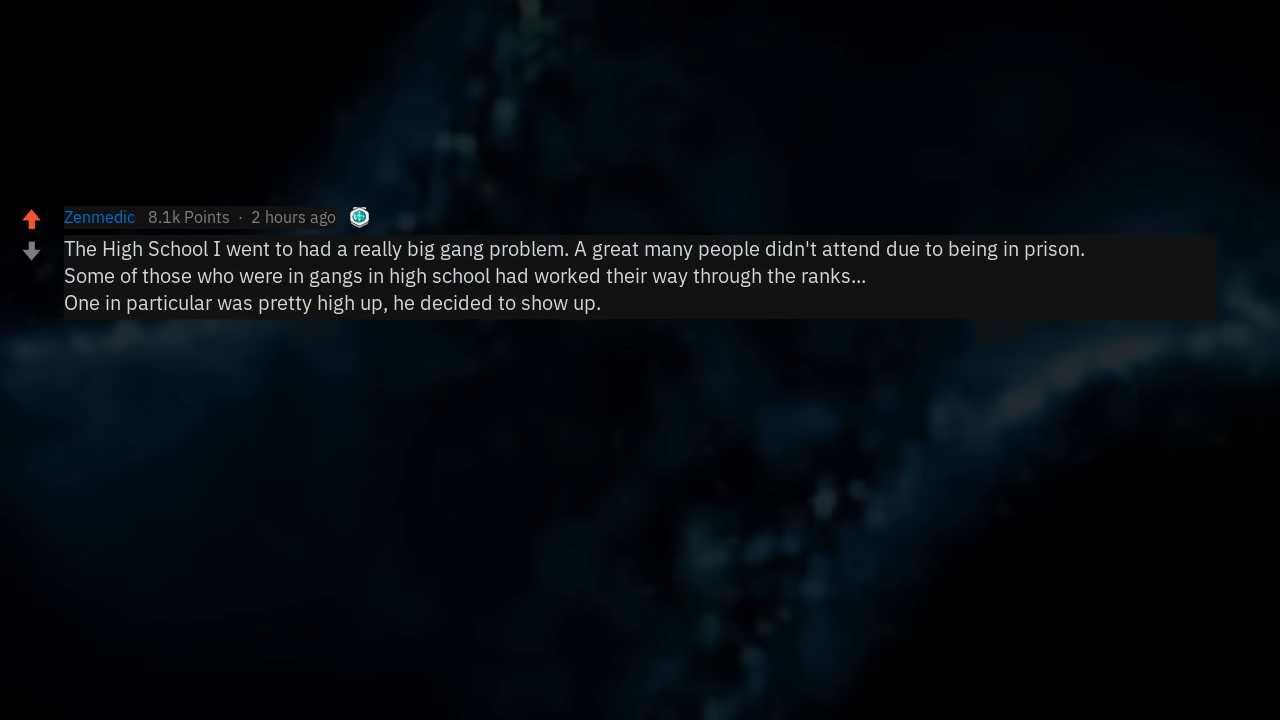 Zenmedic 8.1k Points · 2 hours ago
The High School I went to had a really big gang problem. A great many people didn't attend due to being in prison.
Some of those who were in gangs in high school had worked their way through the ranks...
One in particular was pretty high up, he decided to show up.